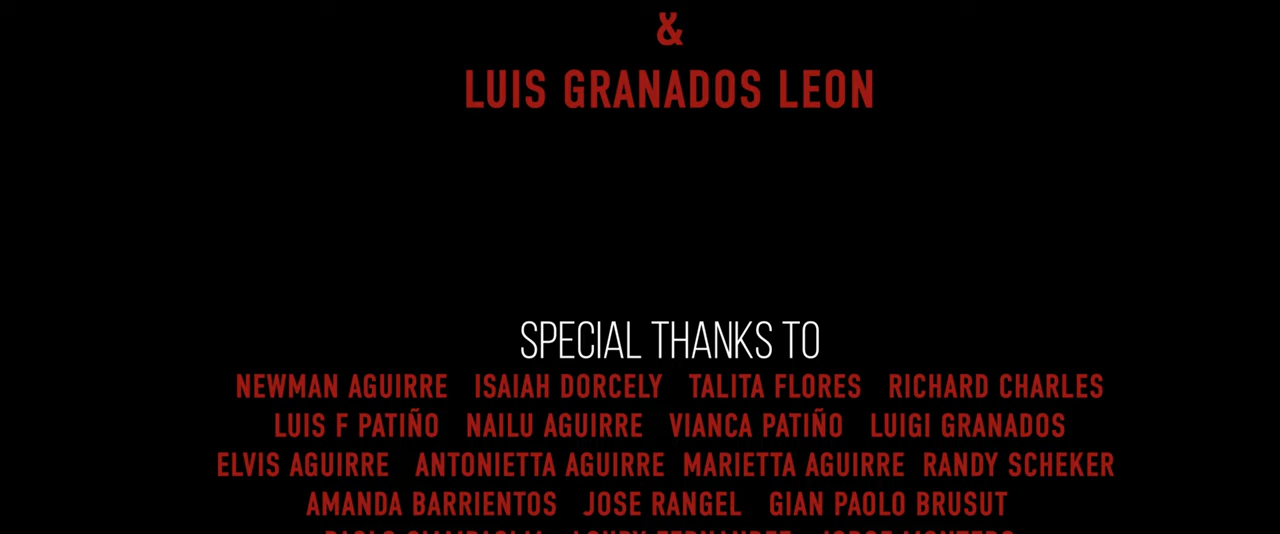 &
LUIS GRANADOS LEON
SPECIAL THANKS TO
NEWMAN AGUIRRE ISAIAH DORCELY TALITA FLORES RICHARD CHARLES
LUIS F PATIÑO NAILU AGUIRRE VIANCA PATIÑO LUIGI GRANADOS
ELVIS AGUIRRE ANTONIETTA AGUIRRE MARIETTA AGUIRRE RANDY SCHEKER
AMANDA BARRIENTOS JOSE RANGEL GIAN PAOLO BRUSUT